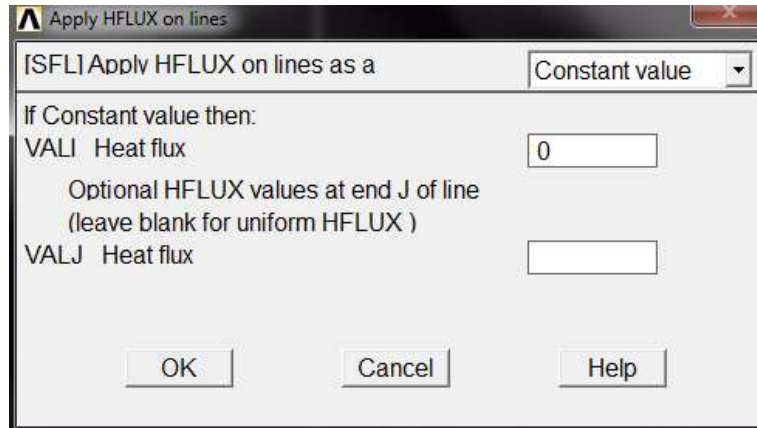 Apply HFLUX on lines
[SFL] Apply HFLUX on lines as a Constant value
If Constant value then:
VALI Heat flux 0
Optional HFLUX values at end J of line
(leave blank for uniform HFLUX )
VALJ Heat flux
OK Cancel Help